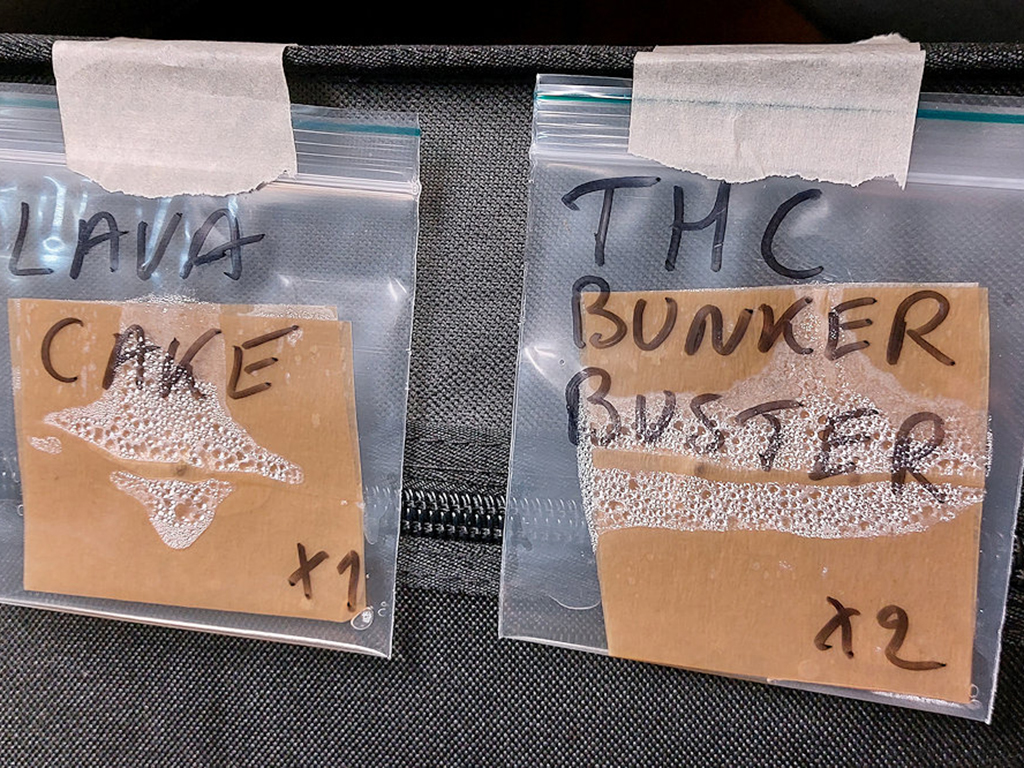 LAVA
CAKE
X1
THC
BUNKER
BUSTER
X2